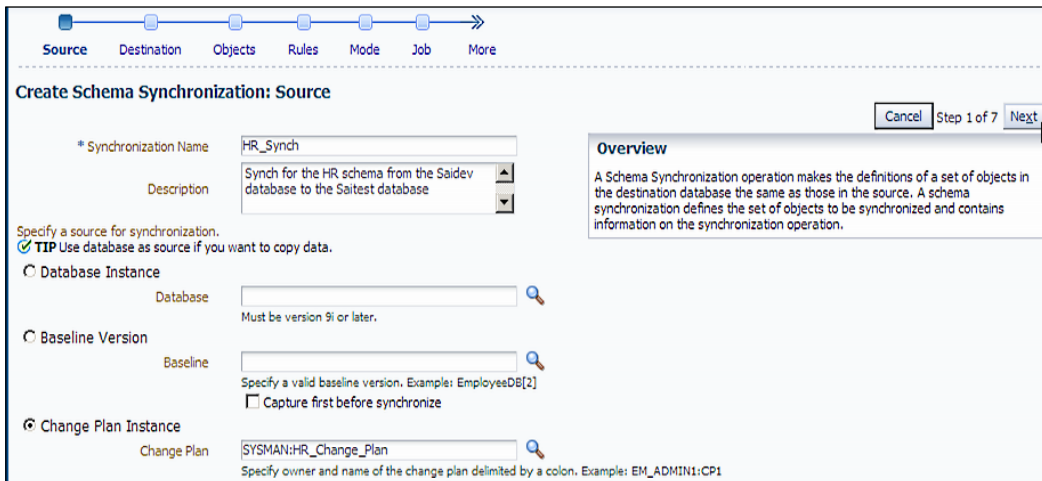 Source Destination Objects Rules Mode Job More
Create Schema Synchronization: Source
Cancel Step 1 of 7 Next
* Synchronization Name HR_Synch
Description Synch for the HR schema from the Saidev
database to the Saitest database
Overview
A Schema Synchronization operation makes the definitions of a set of objects in
the destination database the same as those in the source. A schema
synchronization defines the set of objects to be synchronized and contains
information on the synchronization operation.
Specify a source for synchronization.
TIP Use database as source if you want to copy data.
Database Instance
Database
Must be version 9i or later.
Baseline Version
Baseline
Specify a valid baseline version. Example: EmployeeDB[2]
Capture first before synchronize
Change Plan Instance
Change Plan SYSMAN:HR_Change_Plan
Specify owner and name of the change plan delimited by a colon. Example: EM_ADMIN1:CP1